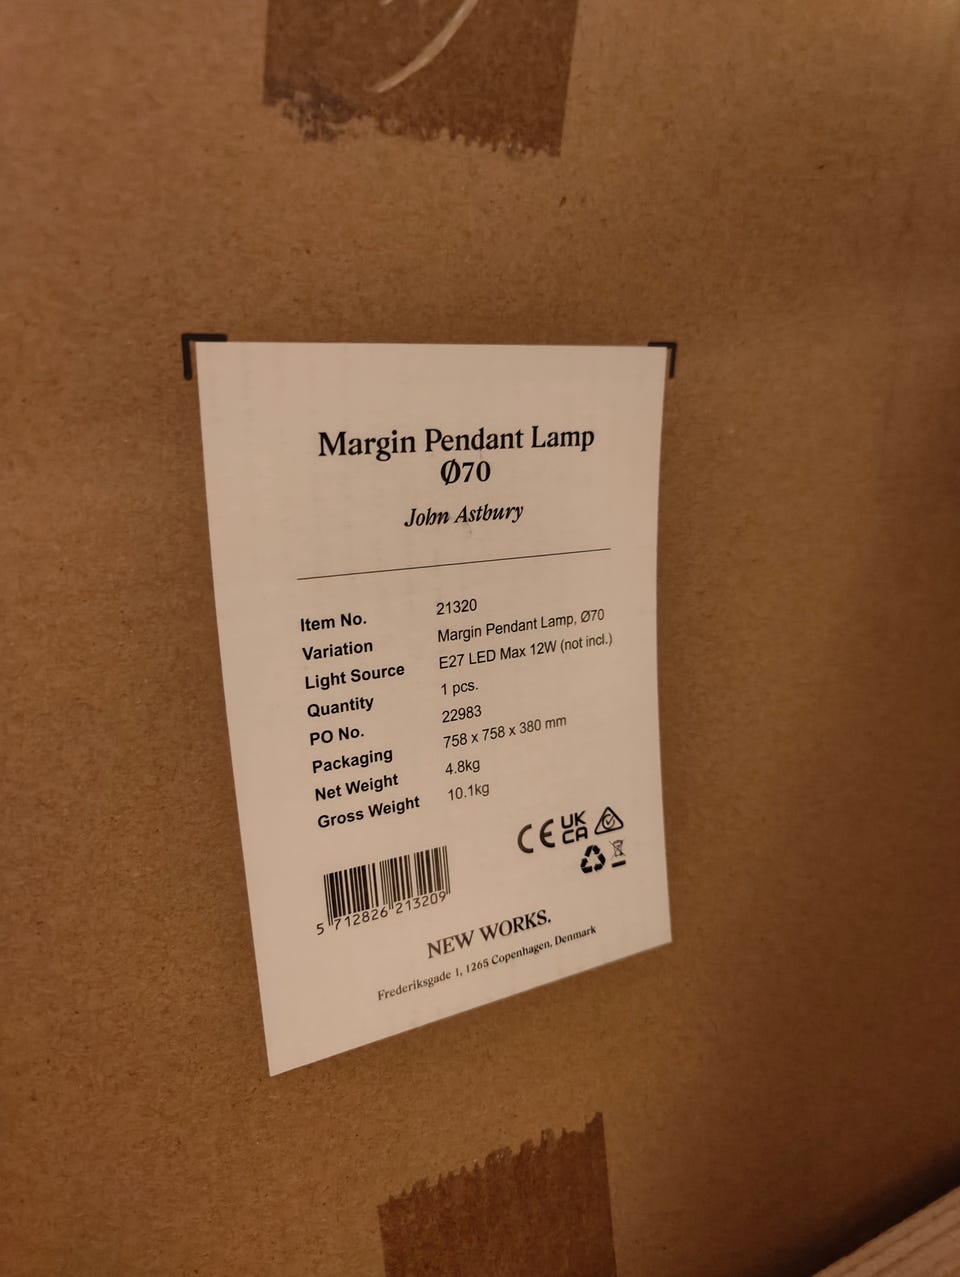 Margin Pendant Lamp
Ø70
John Astbury
Item No. 21320
Variation Margin Pendant Lamp, Ø70
Light Source E27 LED Max 12W (not incl.)
Quantity 1 pcs.
PO No. 22983
Packaging 758 x 758 x 380 mm
Net Weight 4.8kg
Gross Weight 10.1kg
CE UK
CA
5 712826 213209
NEW WORKS.
Frederiksgade 1, 1265 Copenhagen, Denmark